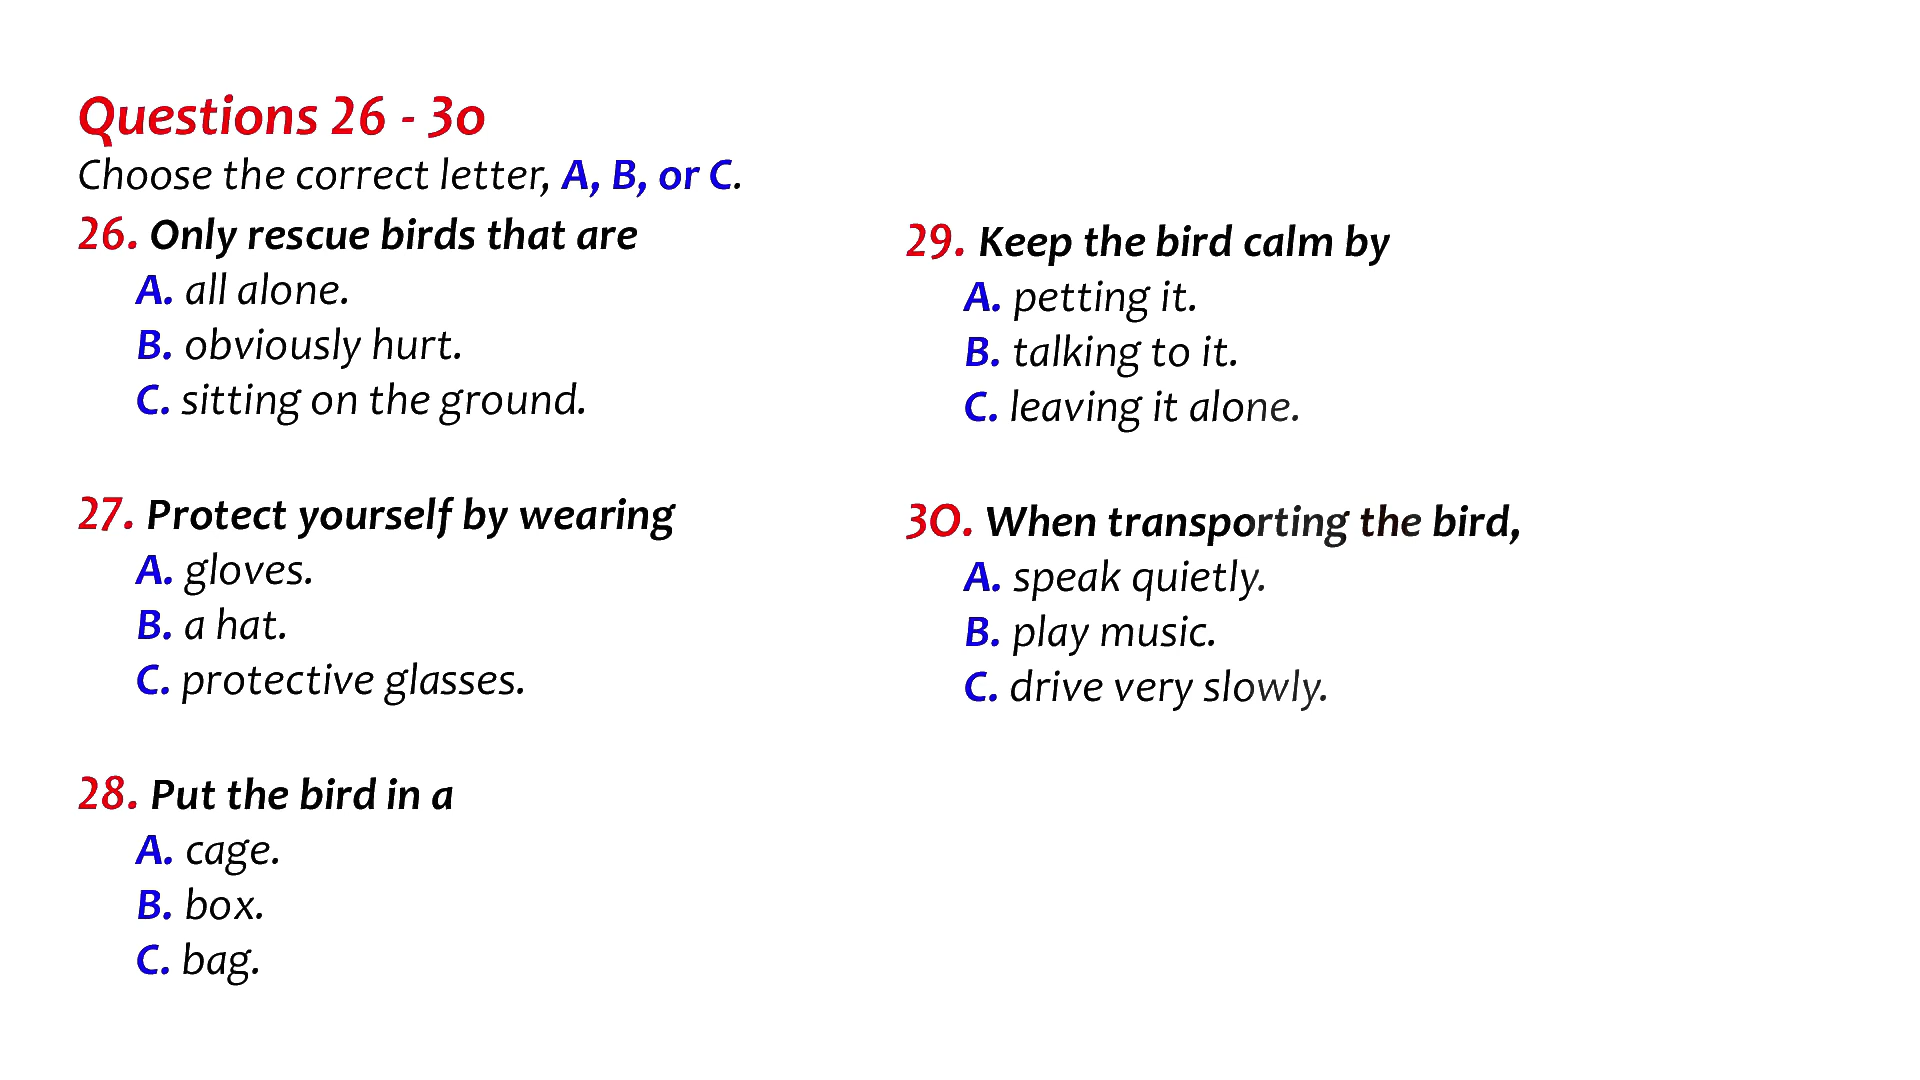 Questions 26 - 3o
Choose the correct letter, A, B, or C.
26. Only rescue birds that are
A. all alone.
B. obviously hurt.
C. sitting on the ground.
27. Protect yourself by wearing
A. gloves.
B. a hat.
C. protective glasses.
28. Put the bird in a
A. cage.
B. box.
C. bag.
29. Keep the bird calm by
A. petting it.
B. talking to it.
C. leaving it alone.
30. When transporting the bird,
A. speak quietly.
B. play music.
C. drive very slowly.